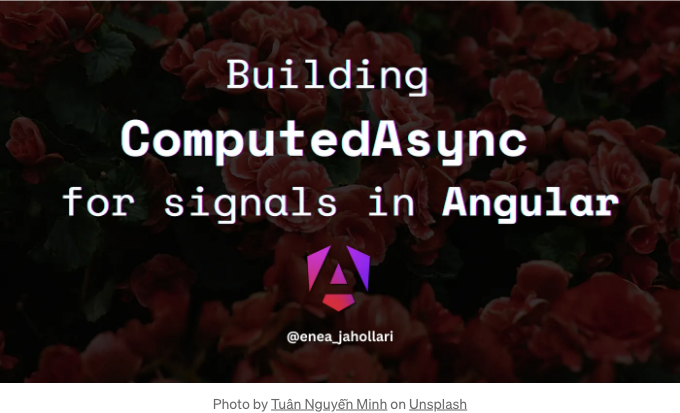 Building
ComputedAsync
for signals in Angular
@enea_jahollari
Photo by Tuân Nguyễn Minh on Unsplash